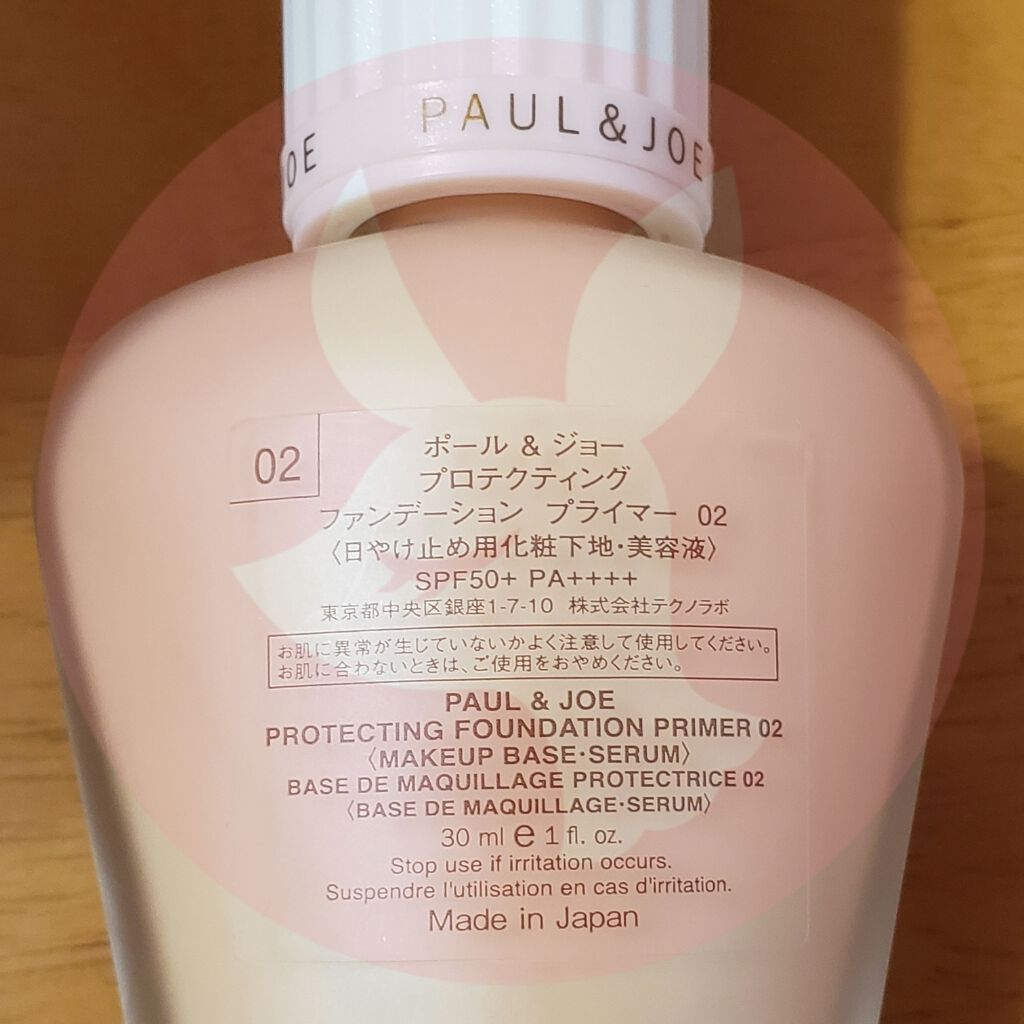 OE PAUL & JOE
02
ポール & ジョー
プロテクティング
ファンデーション プライマー 02
〈日やけ止め用化粧下地・美容液〉
SPF50+ PA++++
東京都中央区銀座1-7-10 株式会社テクノラボ
お肌に異常が生じていないかよく注意して使用してください。
お肌に合わないときは、ご使用をおやめください。
PAUL & JOE
PROTECTING FOUNDATION PRIMER 02
〈MAKEUP BASE·SERUM〉
BASE DE MAQUILLAGE PROTECTRICE 02
〈BASE DE MAQUILLAGE·SERUM〉
30 ml e 1 fl. oz.
Stop use if irritation occurs.
Suspendre l'utilisation en cas d'irritation.
Made in Japan